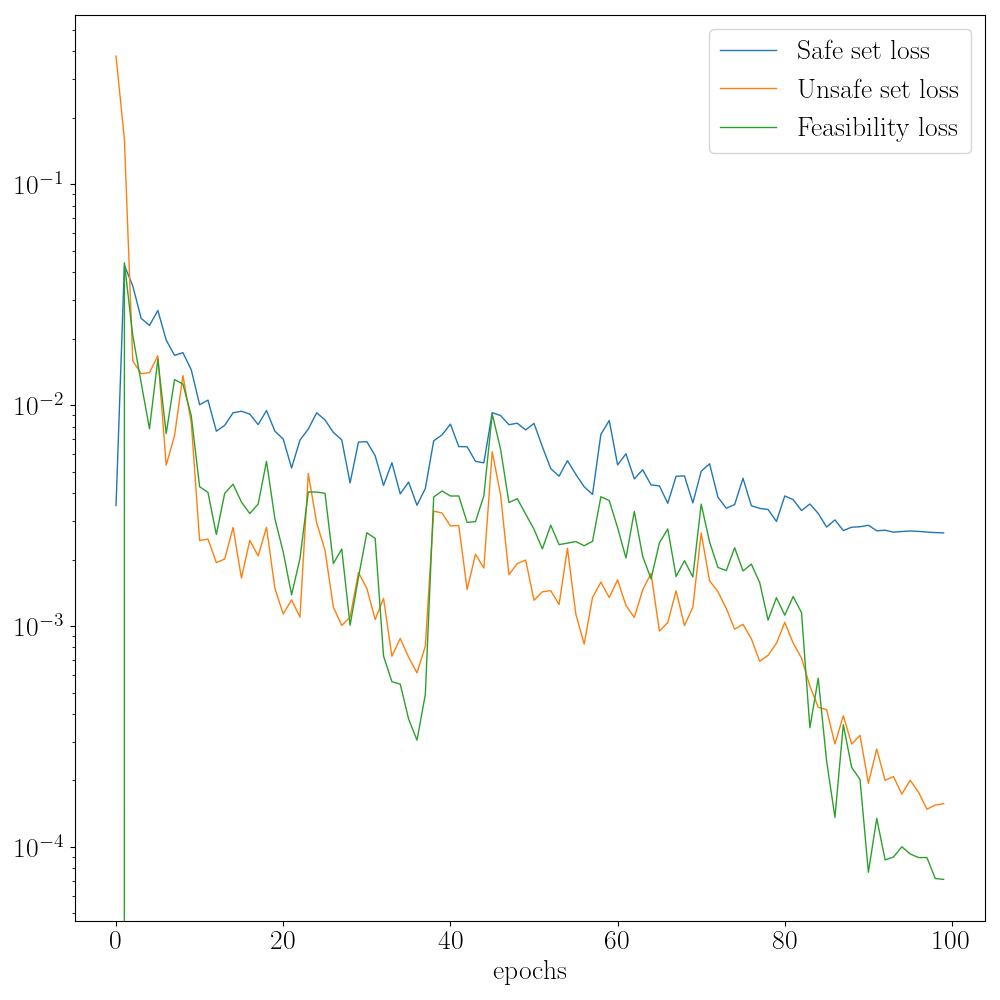 Safe set loss
Unsafe set loss
Feasibility loss
10⁻¹
10⁻²
10⁻³
10⁻⁴
0 20 40 60 80 100
epochs